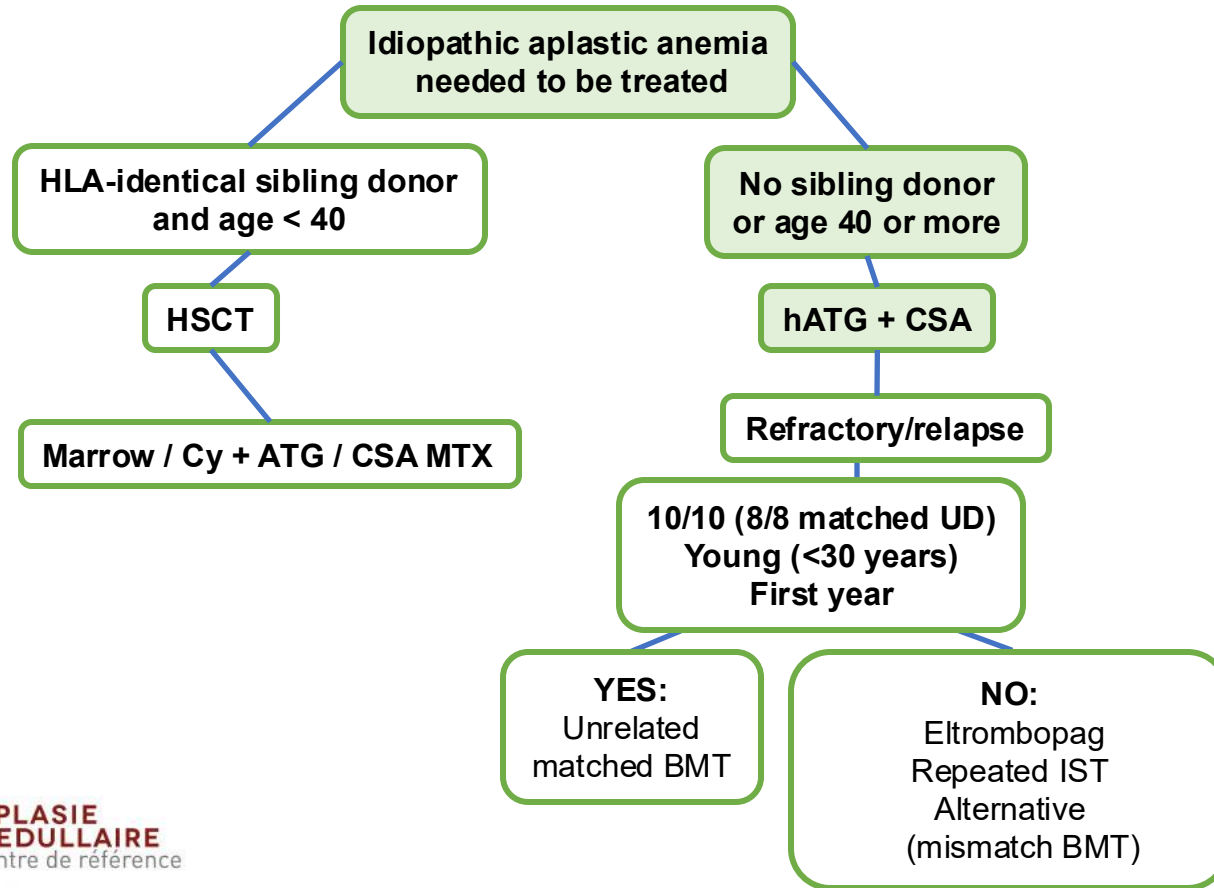 Idiopathic aplastic anemia
needed to be treated
HLA-identical sibling donor
and age < 40
No sibling donor
or age 40 or more
HSCT
hATG + CSA
Marrow / Cy + ATG / CSA MTX
Refractory/relapse
10/10 (8/8 matched UD)
Young (<30 years)
First year
YES:
Unrelated
matched BMT
NO:
Eltrombopag
Repeated IST
Alternative
(mismatch BMT)
PLASIE
EDULLAIRE
ntre de référence